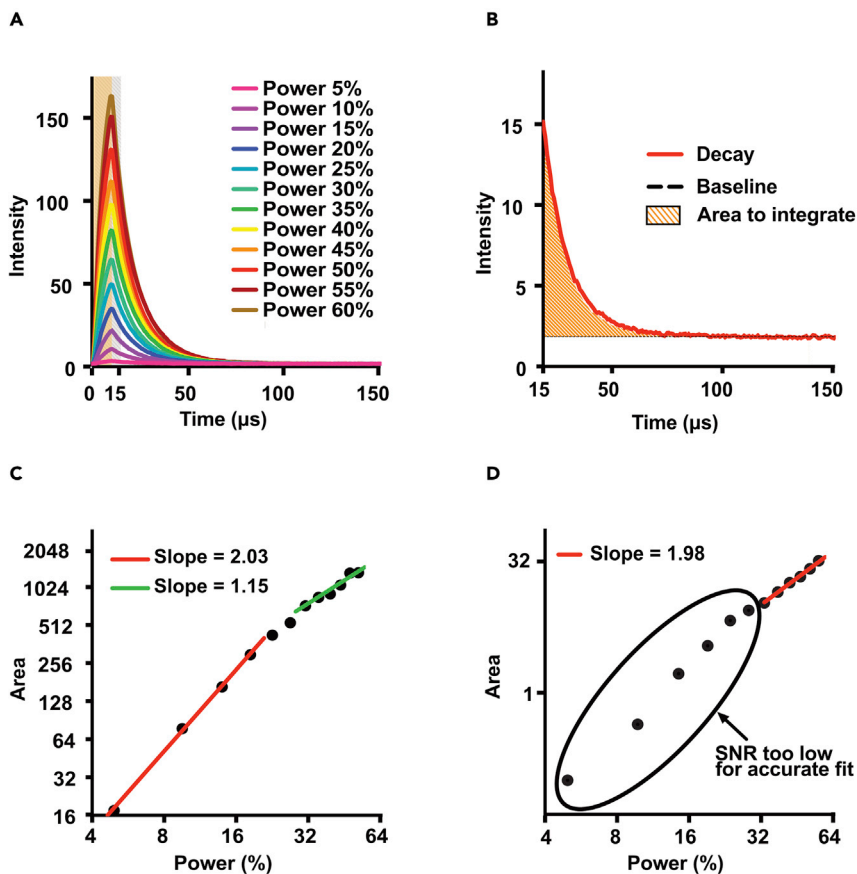 A
Intensity
150
100
50
0
0 15 50 100 150
Time (µs)
Power 5%
Power 10%
Power 15%
Power 20%
Power 25%
Power 30%
Power 35%
Power 40%
Power 45%
Power 50%
Power 55%
Power 60%
B
Intensity
15
10
5
0
15 50 100 150
Time (µs)
Decay
Baseline
Area to integrate
C
Area
2048
1024
512
256
128
64
32
16
4 8 16 32 64
Power (%)
Slope = 2.03
Slope = 1.15
D
Area
32
1
4 8 16 32 64
Power (%)
Slope = 1.98
SNR too low
for accurate fit